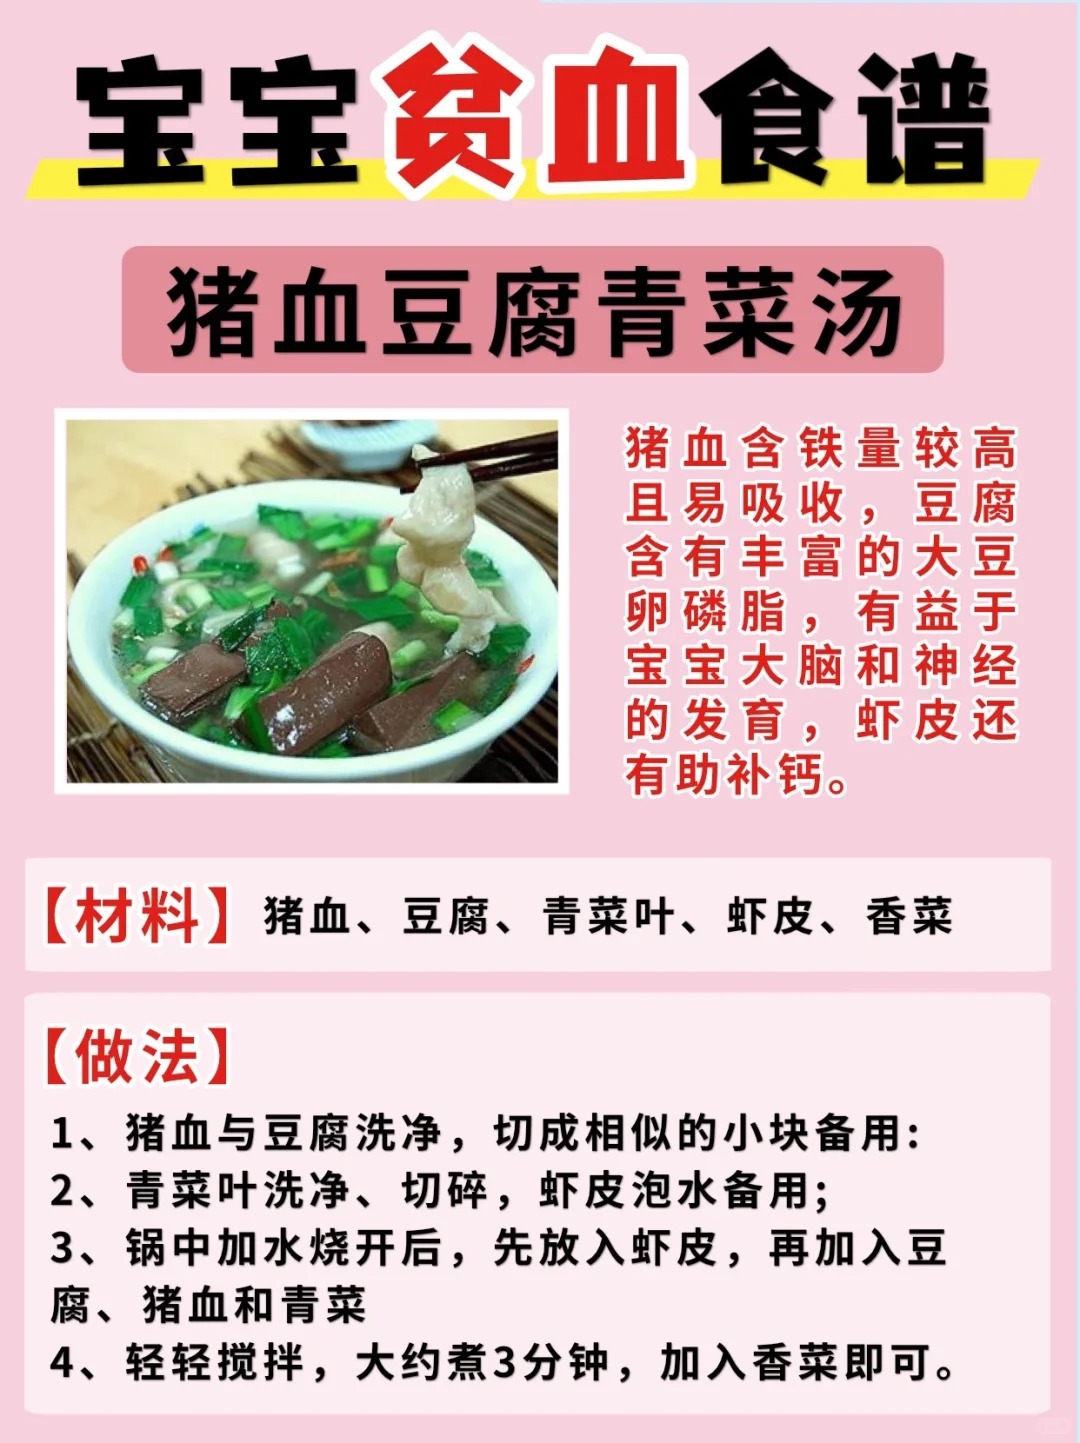 宝宝贫血食谱
猪血豆腐青菜汤
猪血含铁量较高
且易吸收，豆腐
含有丰富的大豆
卵磷脂，有益于
宝宝大脑和神经
的发育，虾皮还
有助补钙。
【材料】猪血、豆腐、青菜叶、虾皮、香菜
【做法】
1、猪血与豆腐洗净，切成相似的小块备用:
2、青菜叶洗净、切碎，虾皮泡水备用;
3、锅中加水烧开后，先放入虾皮，再加入豆
腐、猪血和青菜
4、轻轻搅拌，大约煮3分钟，加入香菜即可。